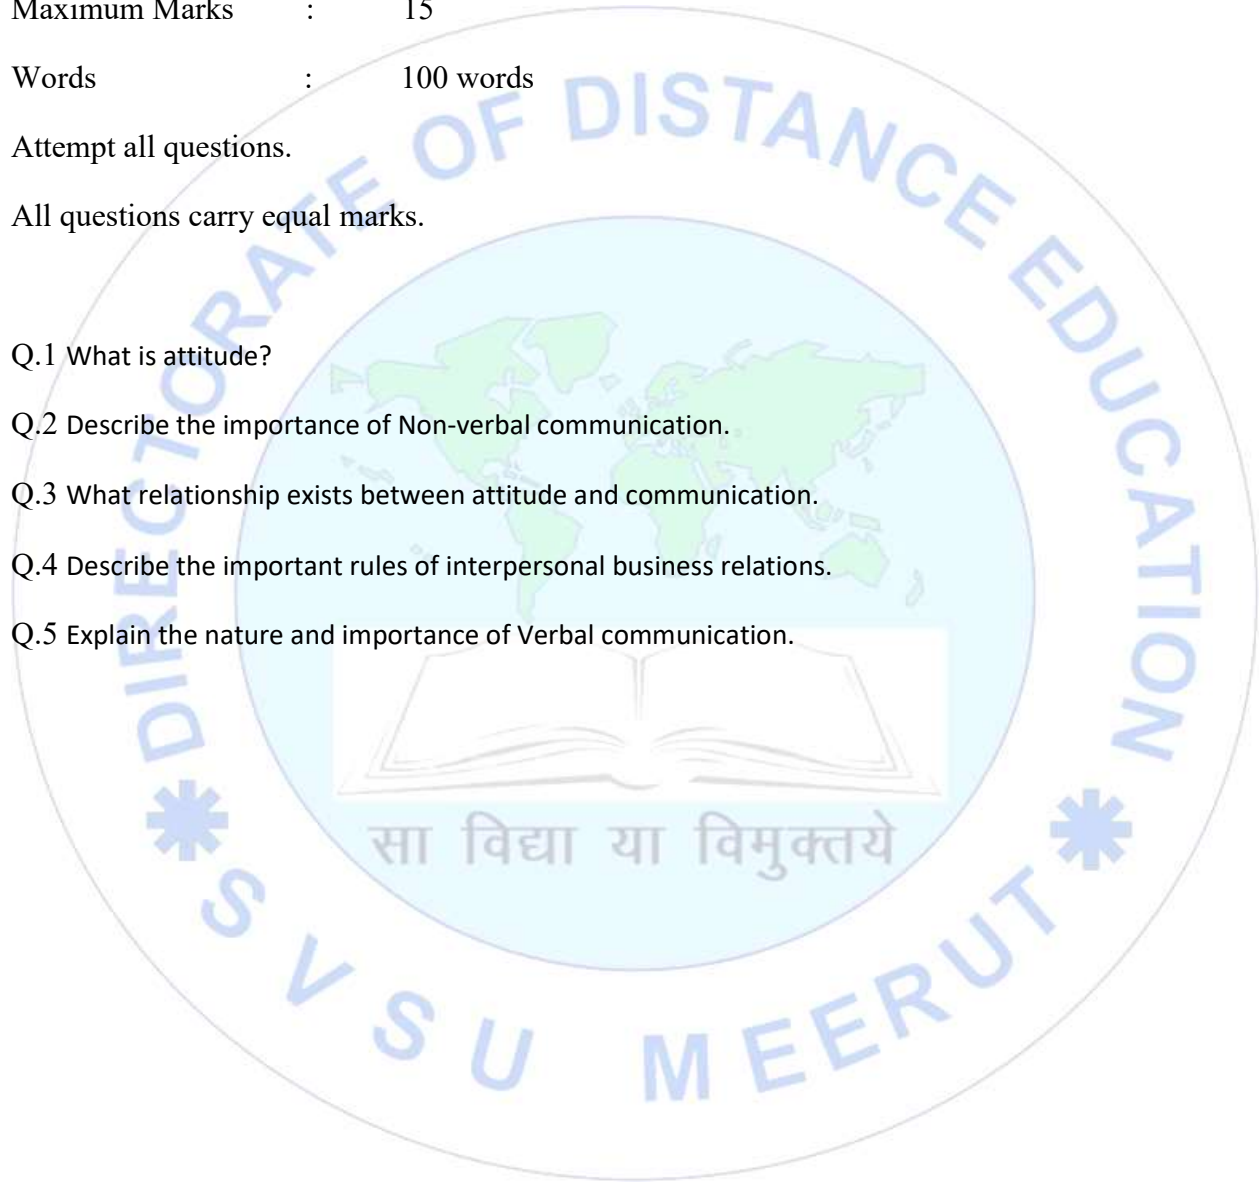 Maximum Marks : 15
Words : 100 words
Attempt all questions.
All questions carry equal marks.
Q.1 What is attitude?
Q.2 Describe the importance of Non-verbal communication.
Q.3 What relationship exists between attitude and communication.
Q.4 Describe the important rules of interpersonal business relations.
Q.5 Explain the nature and importance of Verbal communication.
DIRECTORATE OF DISTANCE EDUCATION
सा विद्या या विमुक्तये
SVSU MEERUT